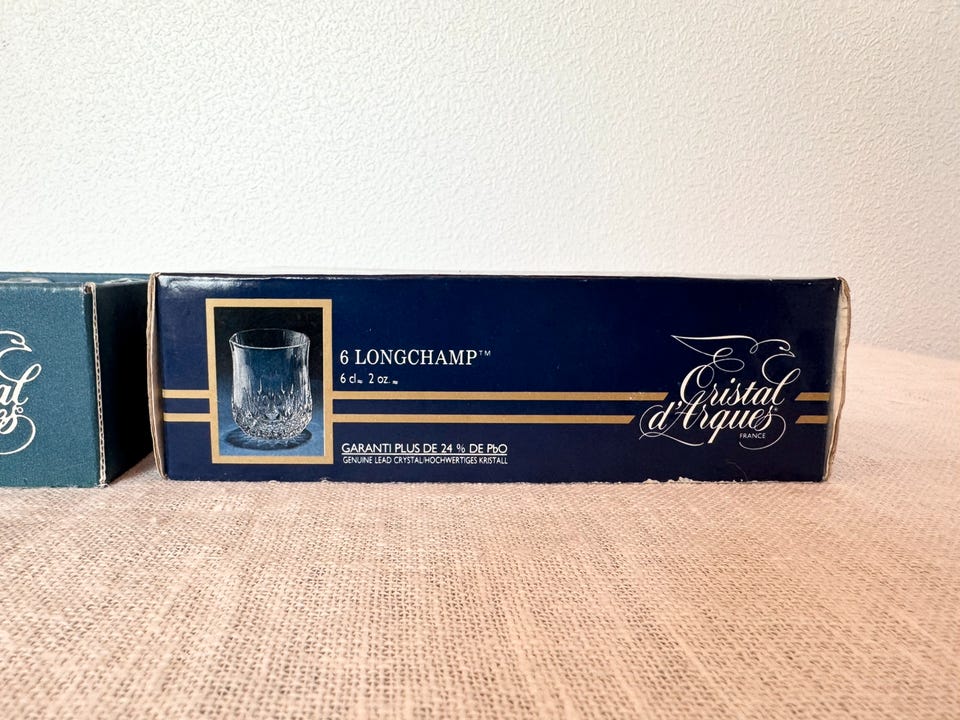 6 LONGCHAMP™
6 cl≈ 2 oz.≈
GARANTI PLUS DE 24 % DE PbO
GENUINE LEAD CRYSTAL/HOCHWERTIGES KRISTALL
Cristal
d'Arques®
FRANCE